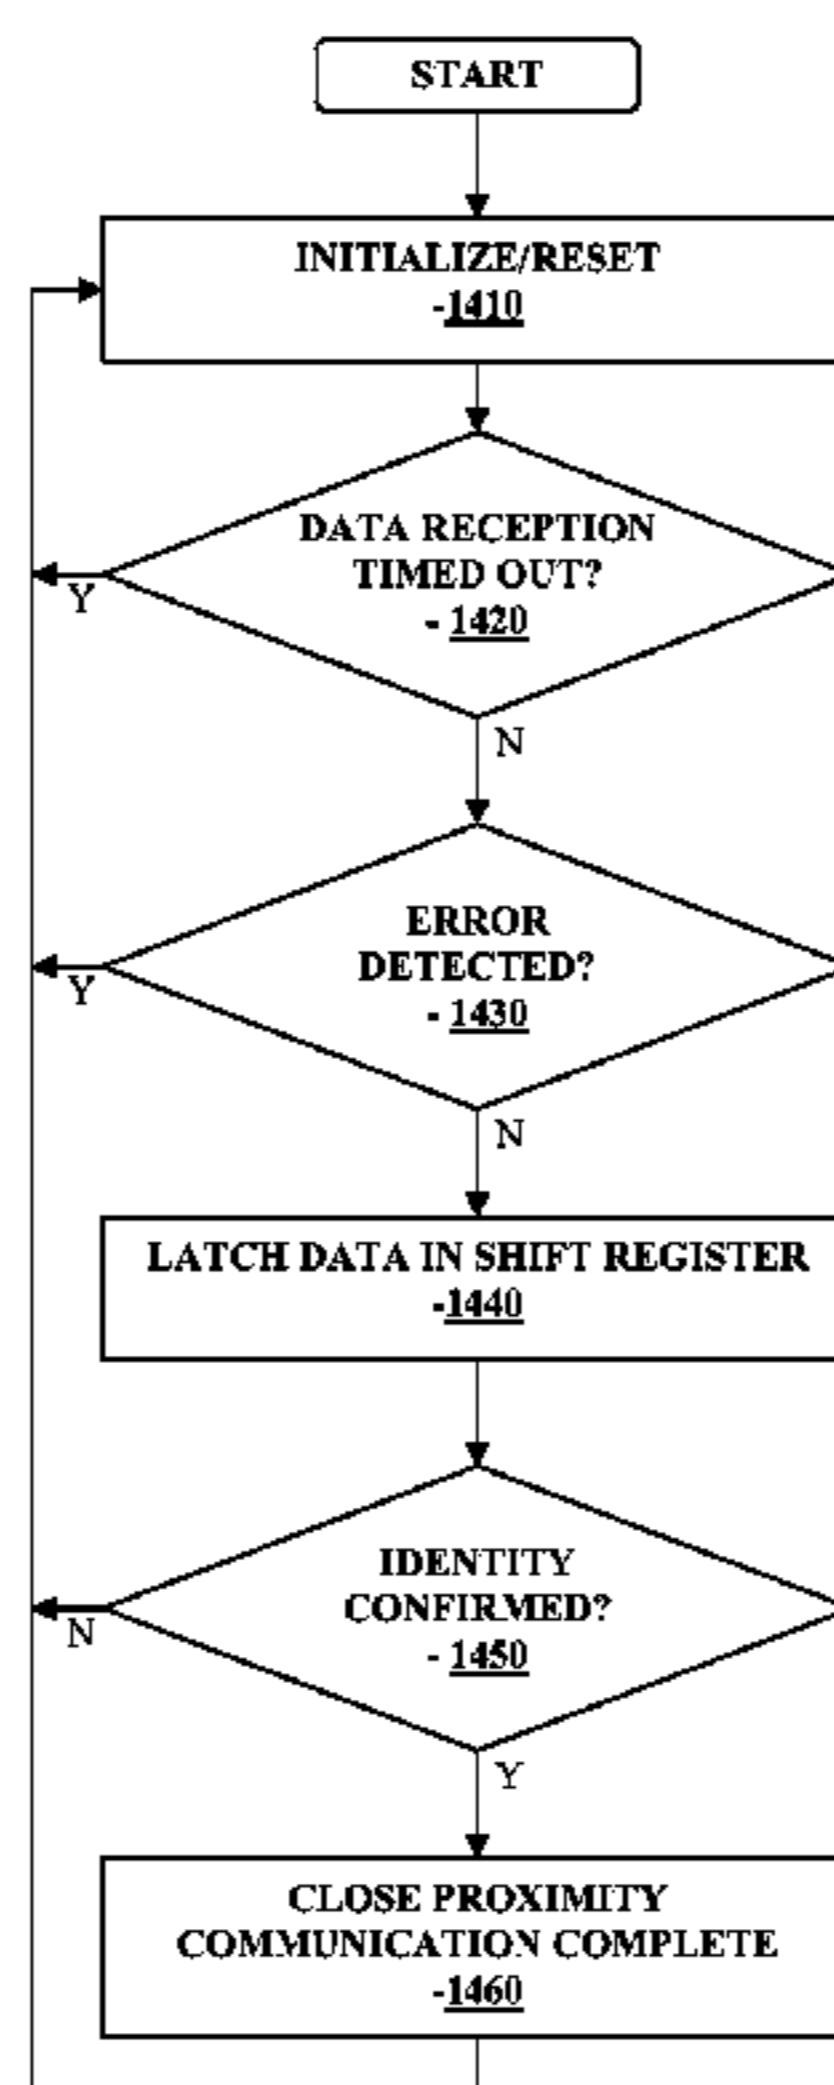 START
INITIALIZE/RESET
-1410
DATA RECEPTION
TIMED OUT?
- 1420
Y
N
ERROR
DETECTED?
- 1430
Y
N
LATCH DATA IN SHIFT REGISTER
-1440
IDENTITY
CONFIRMED?
- 1450
N
Y
CLOSE PROXIMITY
COMMUNICATION COMPLETE
-1460